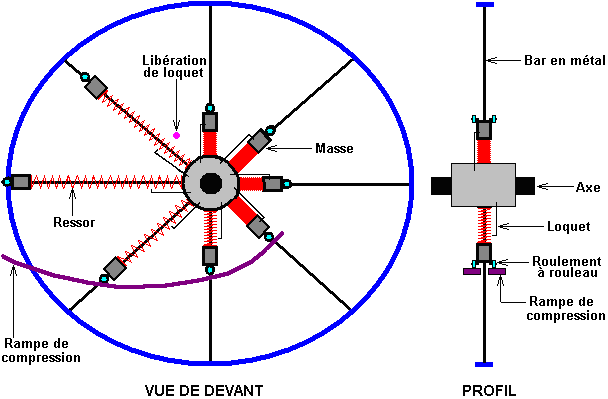 Libération
de loquet
Masse
Ressor
Rampe de
compression
VUE DE DEVANT
Bar en métal
Axe
Loquet
Roulement
à rouleau
Rampe de
compression
PROFIL